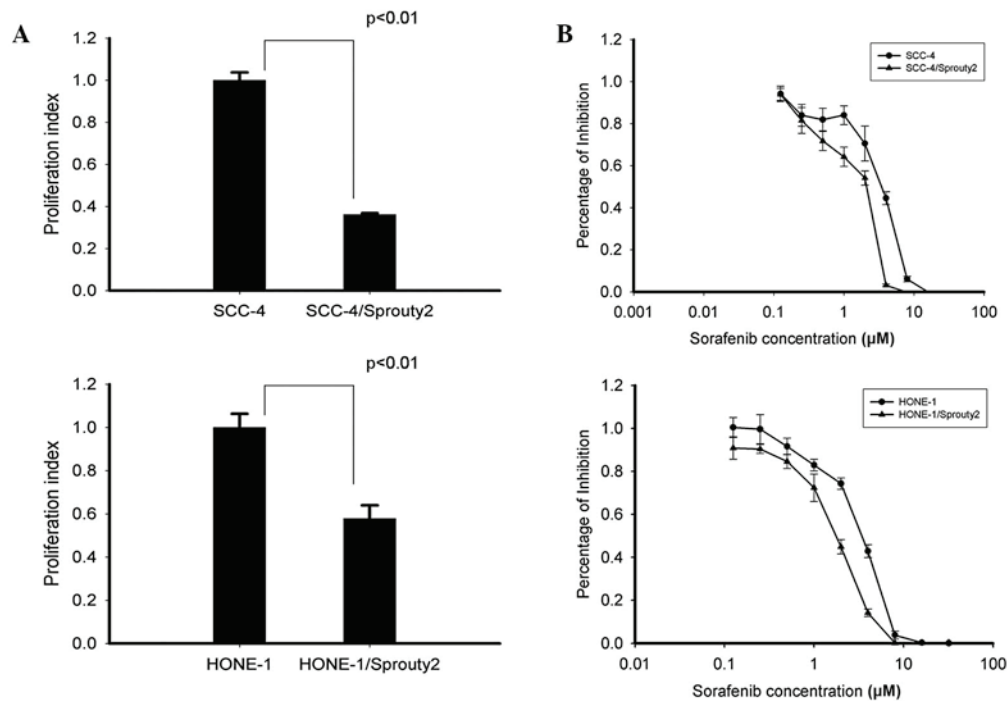 A
p<0.01
Proliferation index
1.2
1.0
0.8
0.6
0.4
0.2
0.0
SCC-4
SCC-4/Sprouty2
B
Percentage of Inhibition
1.2
1.0
0.8
0.6
0.4
0.2
0.0
SCC-4
SCC-4/Sprouty2
0.001
0.01
0.1
1
10
100
Sorafenib concentration (µM)
p<0.01
Proliferation index
1.2
1.0
0.8
0.6
0.4
0.2
0.0
HONE-1
HONE-1/Sprouty2
Percentage of Inhibition
1.2
1.0
0.8
0.6
0.4
0.2
0.0
HONE-1
HONE-1/Sprouty2
0.01
0.1
1
10
100
Sorafenib concentration (µM)